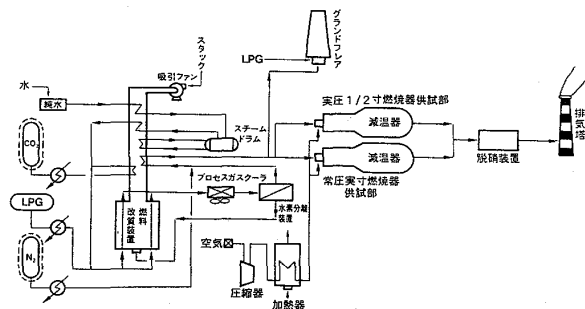 グランドフレア
LPG
スタック
吸引ファン
水
純水
スチーム
ドラム
CO₂
実圧1/2寸燃焼器供試部
減温器
減温器
常圧実寸燃焼器
供試部
脱硝装置
排気塔
プロセスガスクーラ
水素分離
装置
LPG
改質装置
燃料
N₂
空気
圧縮器
加熱器